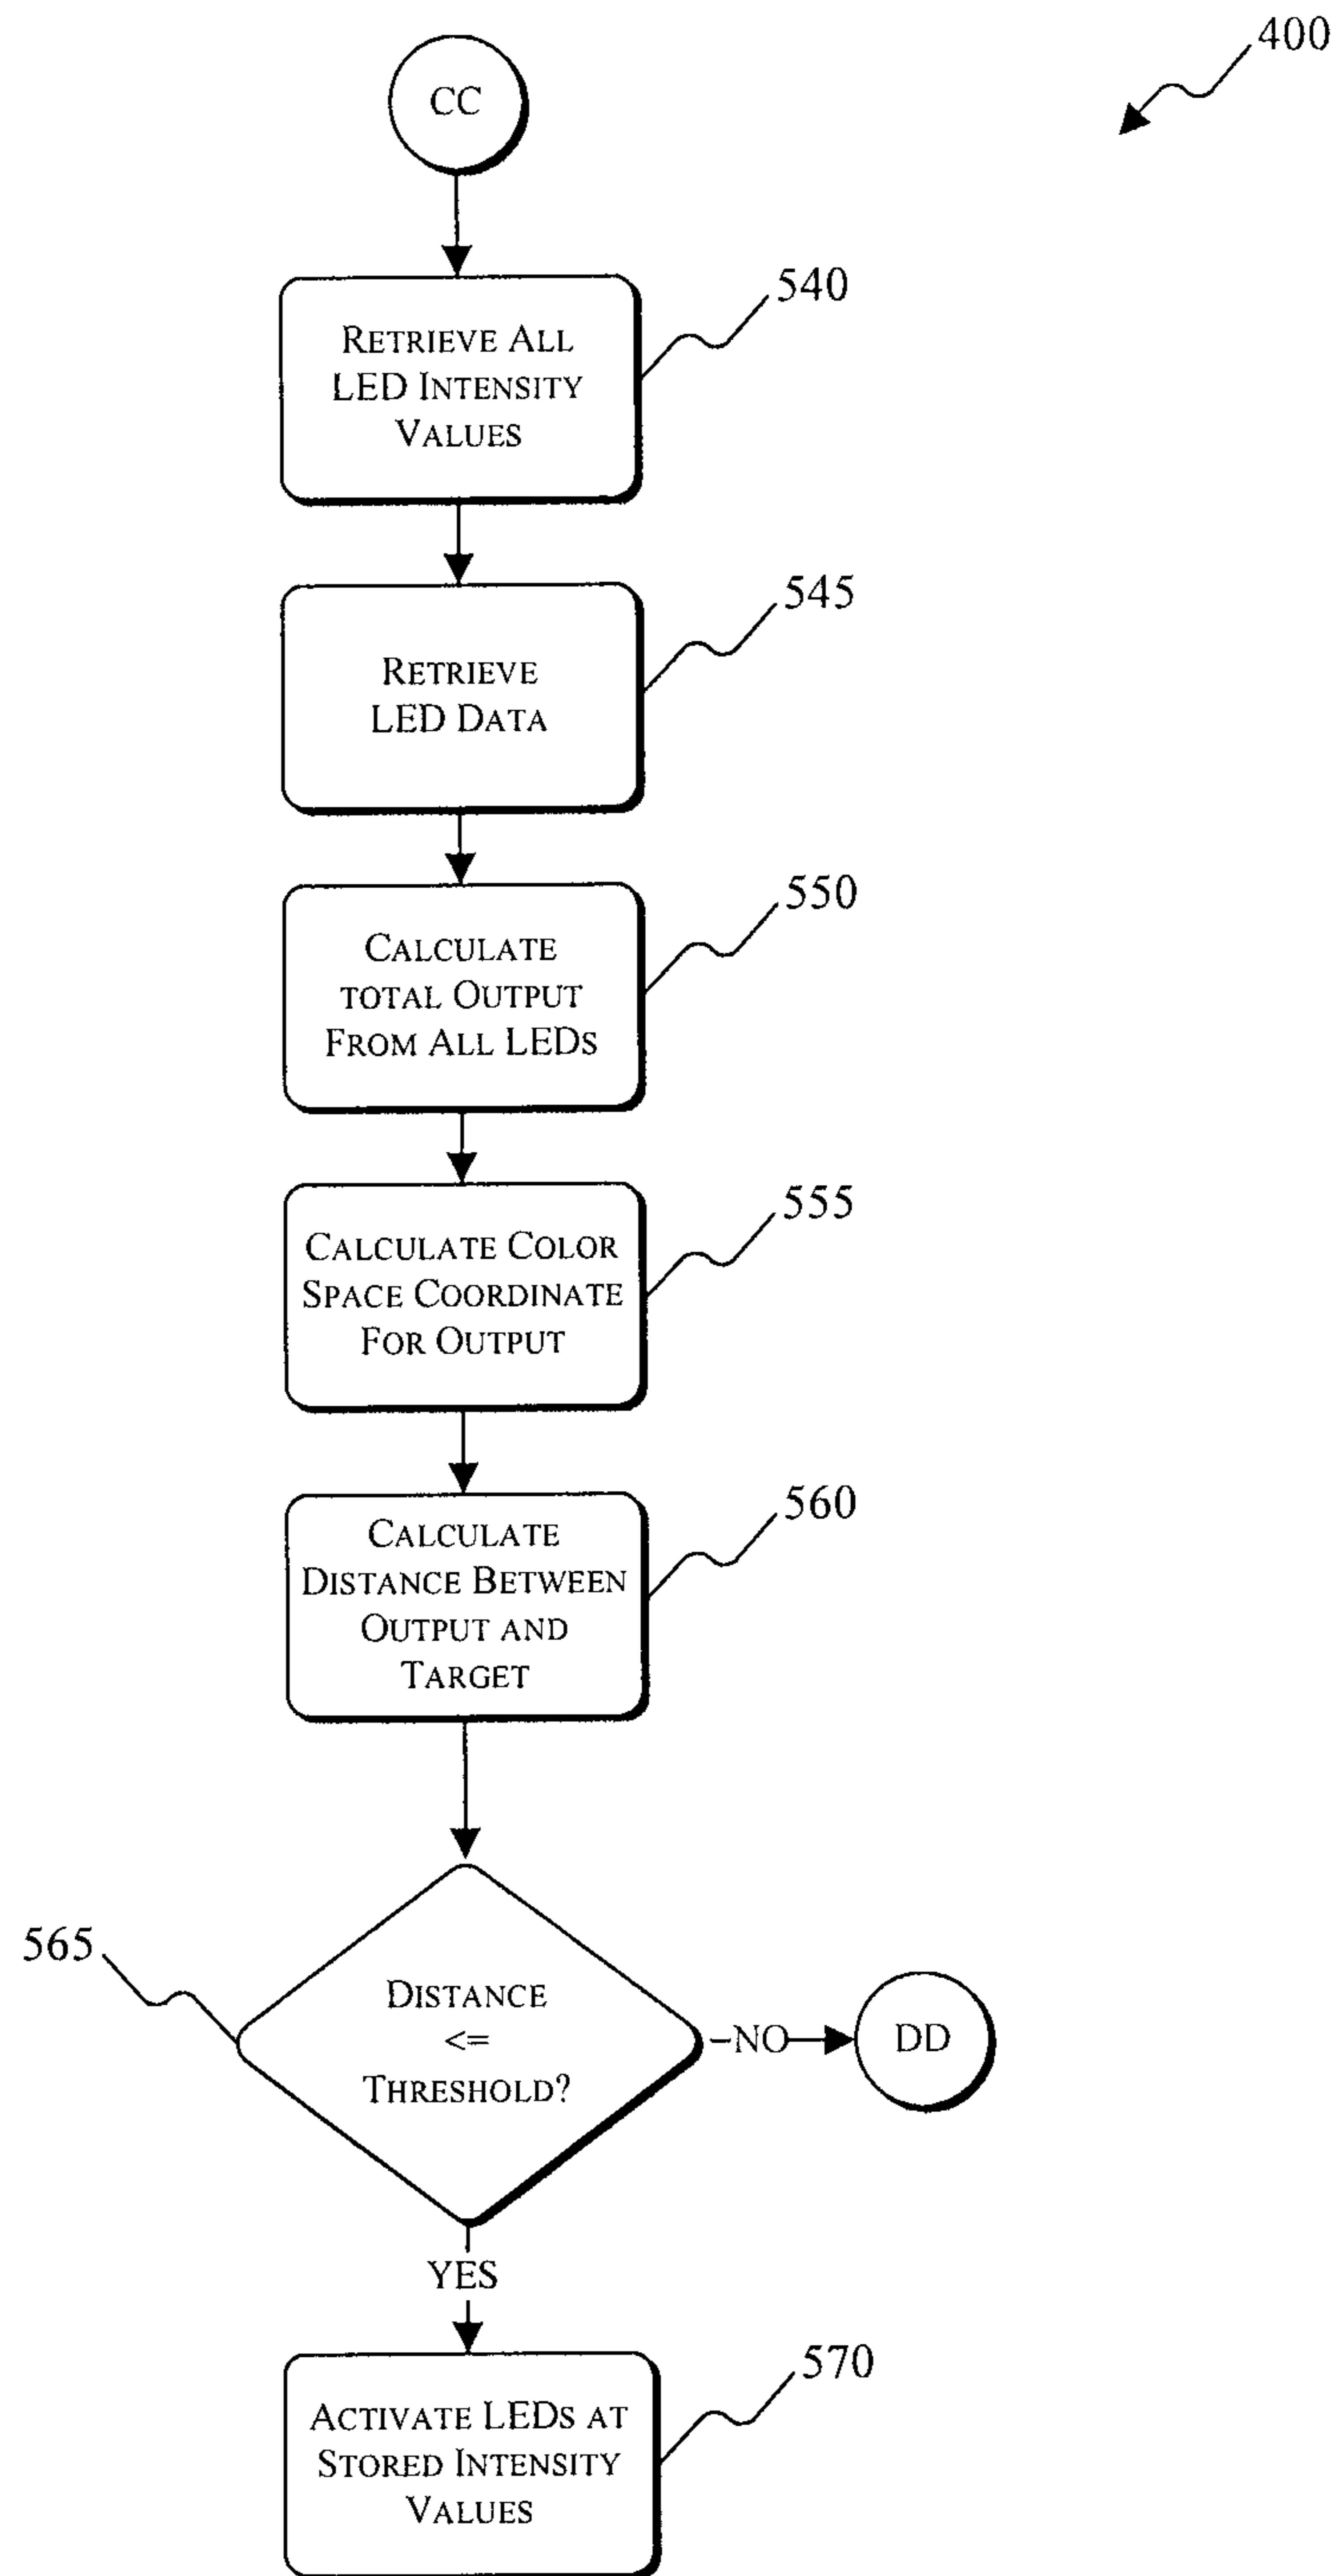 400
CC
540
RETRIEVE ALL
LED INTENSITY
VALUES
545
RETRIEVE
LED DATA
550
CALCULATE
TOTAL OUTPUT
FROM ALL LEDS
555
CALCULATE COLOR
SPACE COORDINATE
FOR OUTPUT
560
CALCULATE
DISTANCE BETWEEN
OUTPUT AND
TARGET
565
DISTANCE
<=
THRESHOLD?
NO
DD
YES
570
ACTIVATE LEDS AT
STORED INTENSITY
VALUES